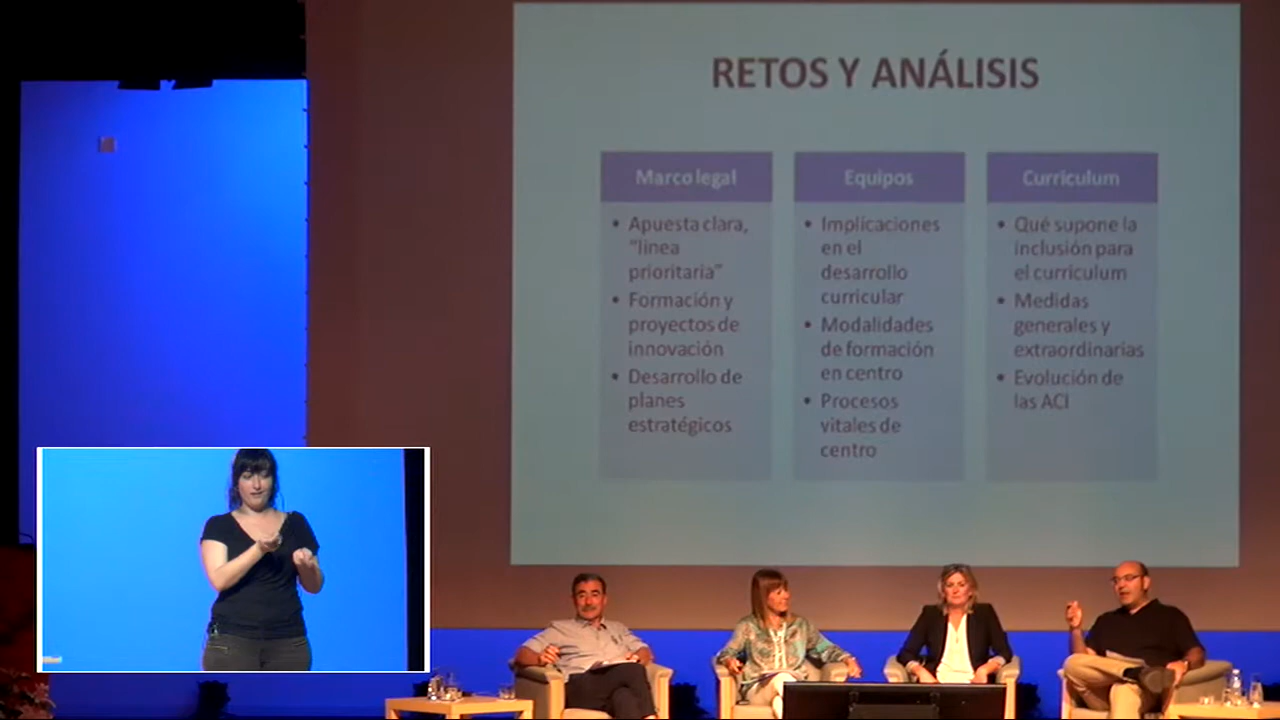 RETOS Y ANÁLISIS
Marco legal
• Apuesta clara,
"línea
prioritaria"
• Formación y
proyectos de
innovación
• Desarrollo de
planes
estratégicos
Equipos
• Implicaciones
en el
desarrollo
curricular
• Modalidades
de formación
en centro
• Procesos
vitales de
centro
Curriculum
• Qué supone la
inclusión para
el curriculum
• Medidas
generales y
extraordinarias
• Evolución de
las ACI